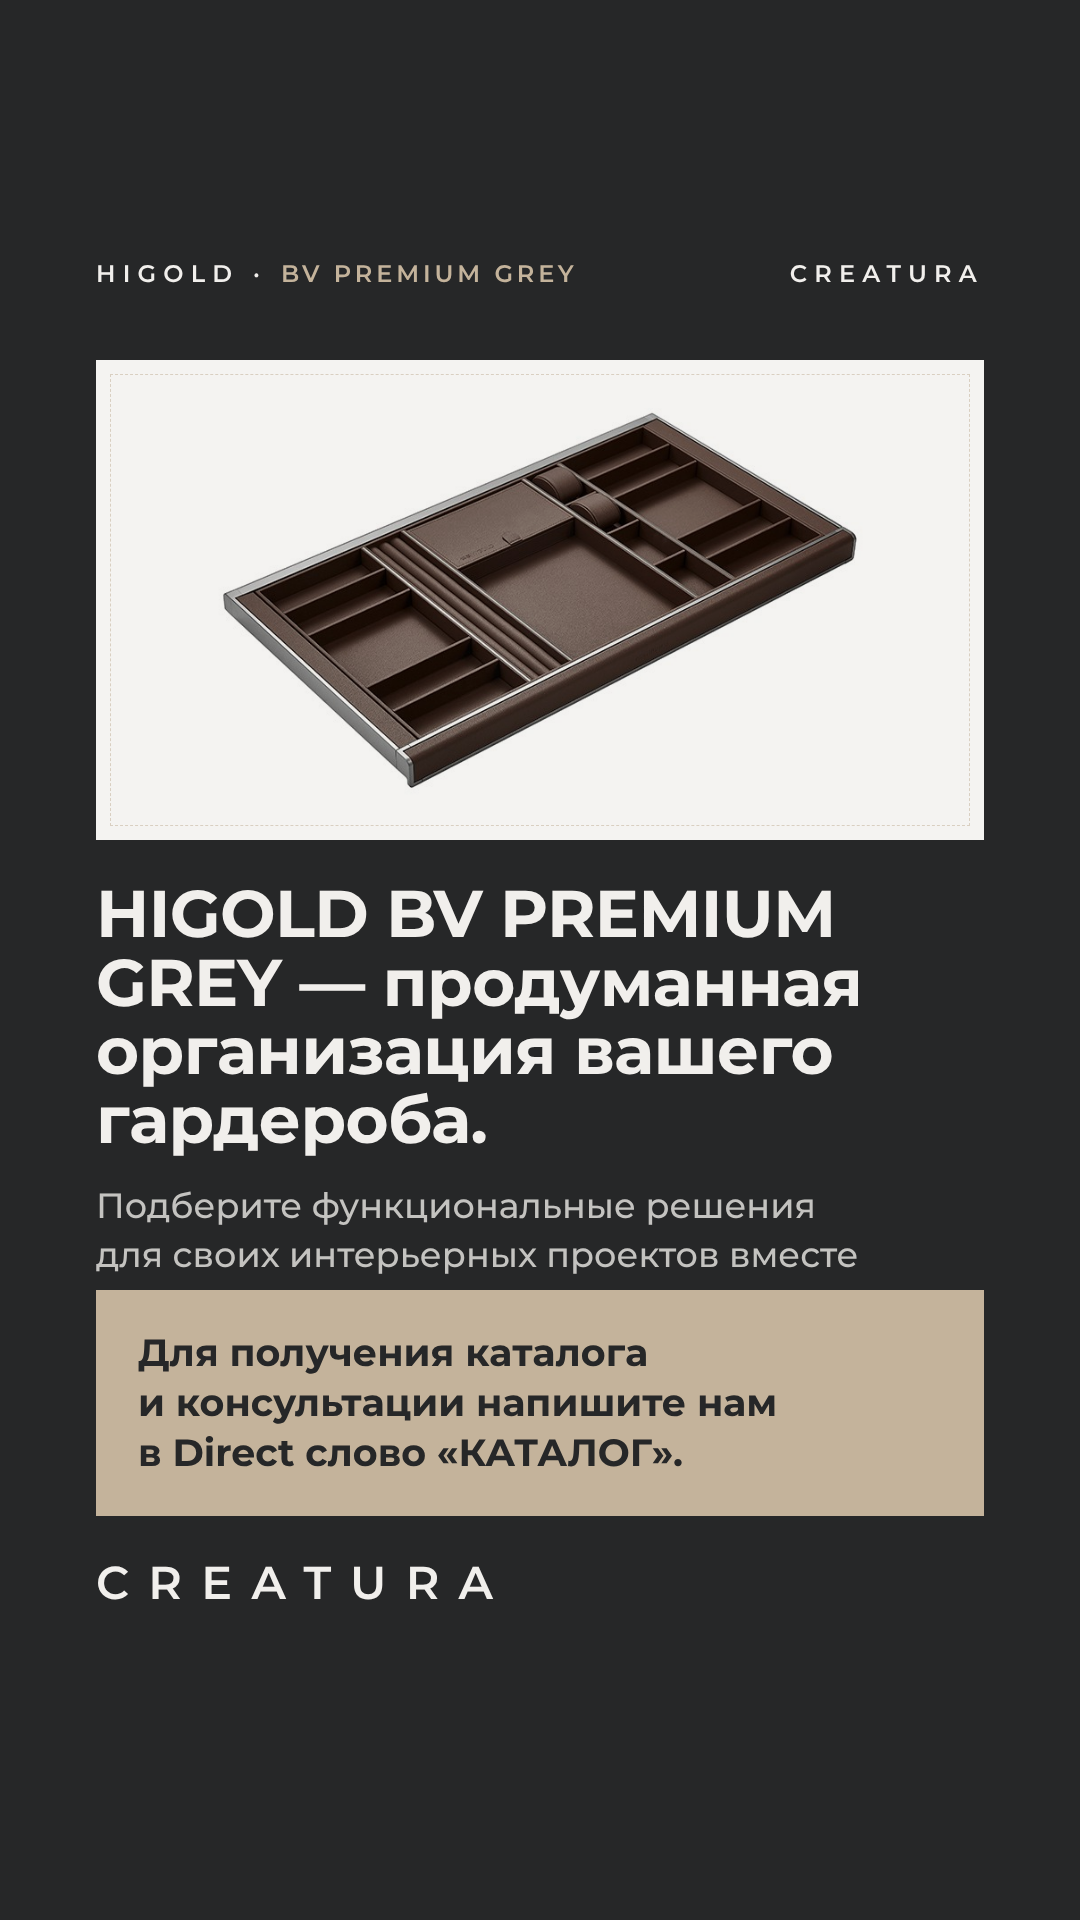 HIGOLD · BV PREMIUM GREY
CREATURA
HIGOLD BV PREMIUM
GREY — продуманная
организация вашего
гардероба.
Подберите функциональные решения
для своих интерьерных проектов вместе
Для получения каталога
и консультации напишите нам
в Direct слово «КАТАЛОГ».
CREATURA